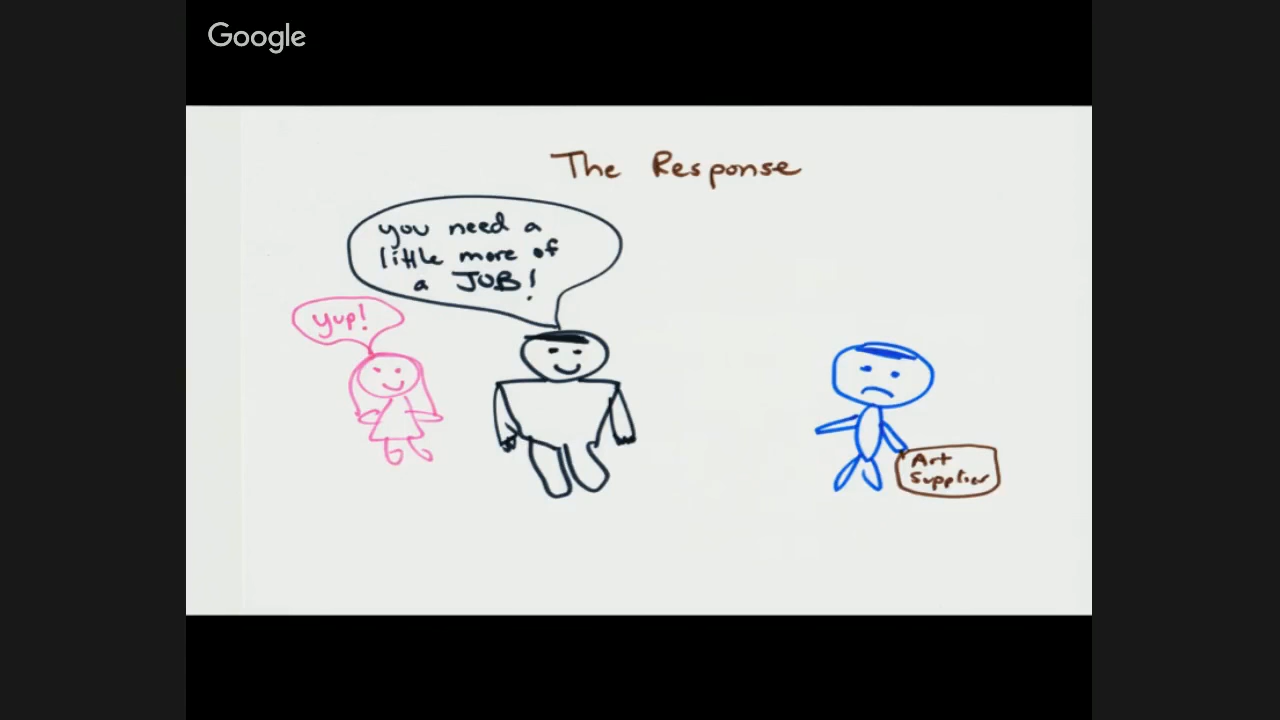 Google
The Response
you need a
little more of
a JOB!
yup!
Art
Supplies